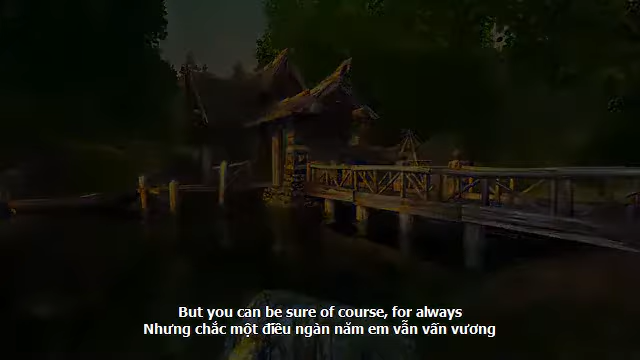 But you can be sure of course, for always
Nhưng chắc một điều ngàn năm em vẫn vấn vương